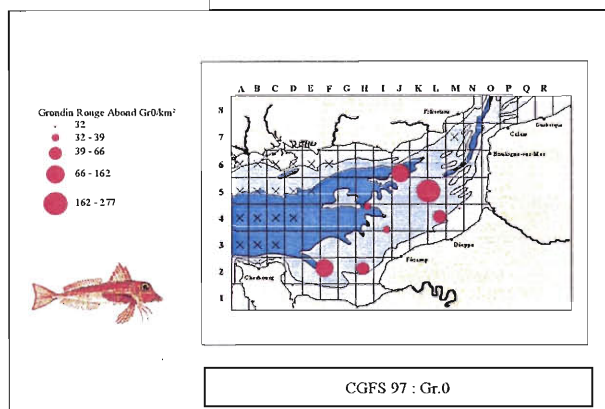 Grondin Rouge Abond Gr0/km²
32
32 - 39
39 - 66
66 - 162
162 - 277
A B C D E F G H I J K L M N O P Q R
8
7
6
5
4
3
2
1
Folkestone
Dunkerque
Calais
Boulogne-sur-Mer
Dieppe
Fécamp
Cherbourg
CGFS 97 : Gr.0